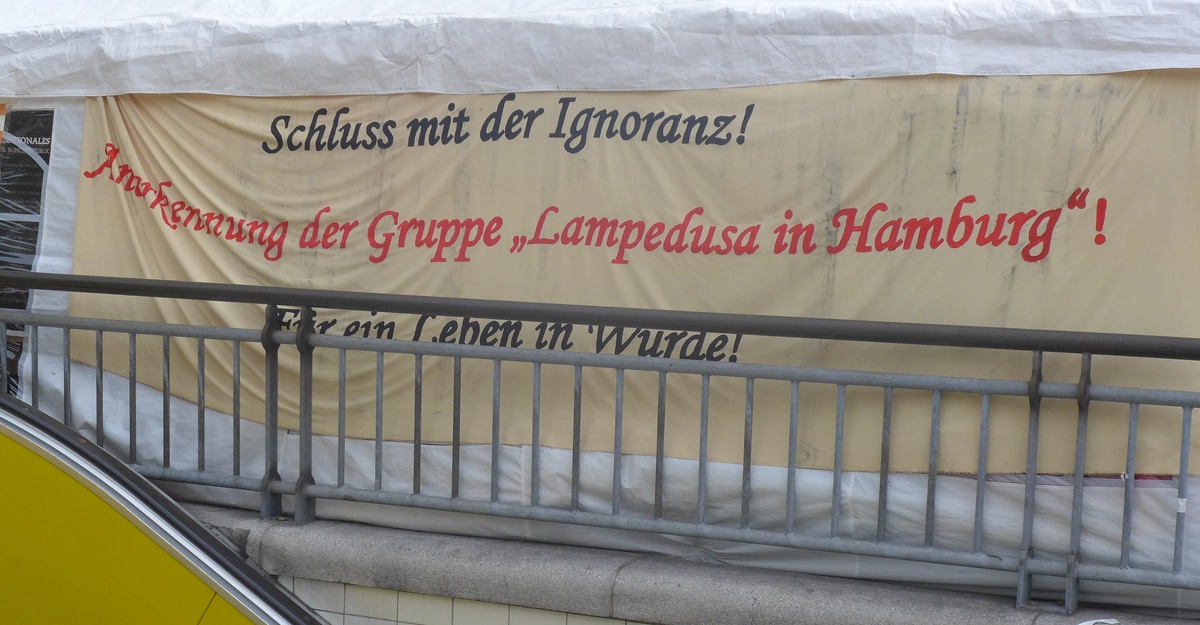 Schluss mit der Ignoranz!
Anerkennung der Gruppe „Lampedusa in Hamburg“!
Für ein Leben in Würde!